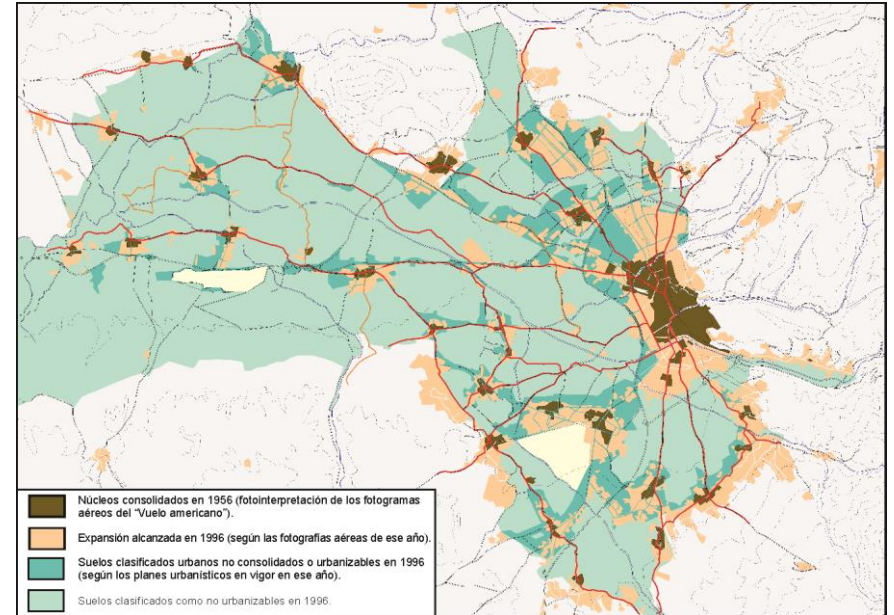 Núcleos consolidados en 1956 (fotointerpretación de los fotogramas
aéreos del "Vuelo americano").
Expansión alcanzada en 1996 (según las fotografías aéreas de ese año).
Suelos clasificados urbanos no consolidados o urbanizables en 1996
(según los planes urbanísticos en vigor en ese año).
Suelos clasificados como no urbanizables en 1996.